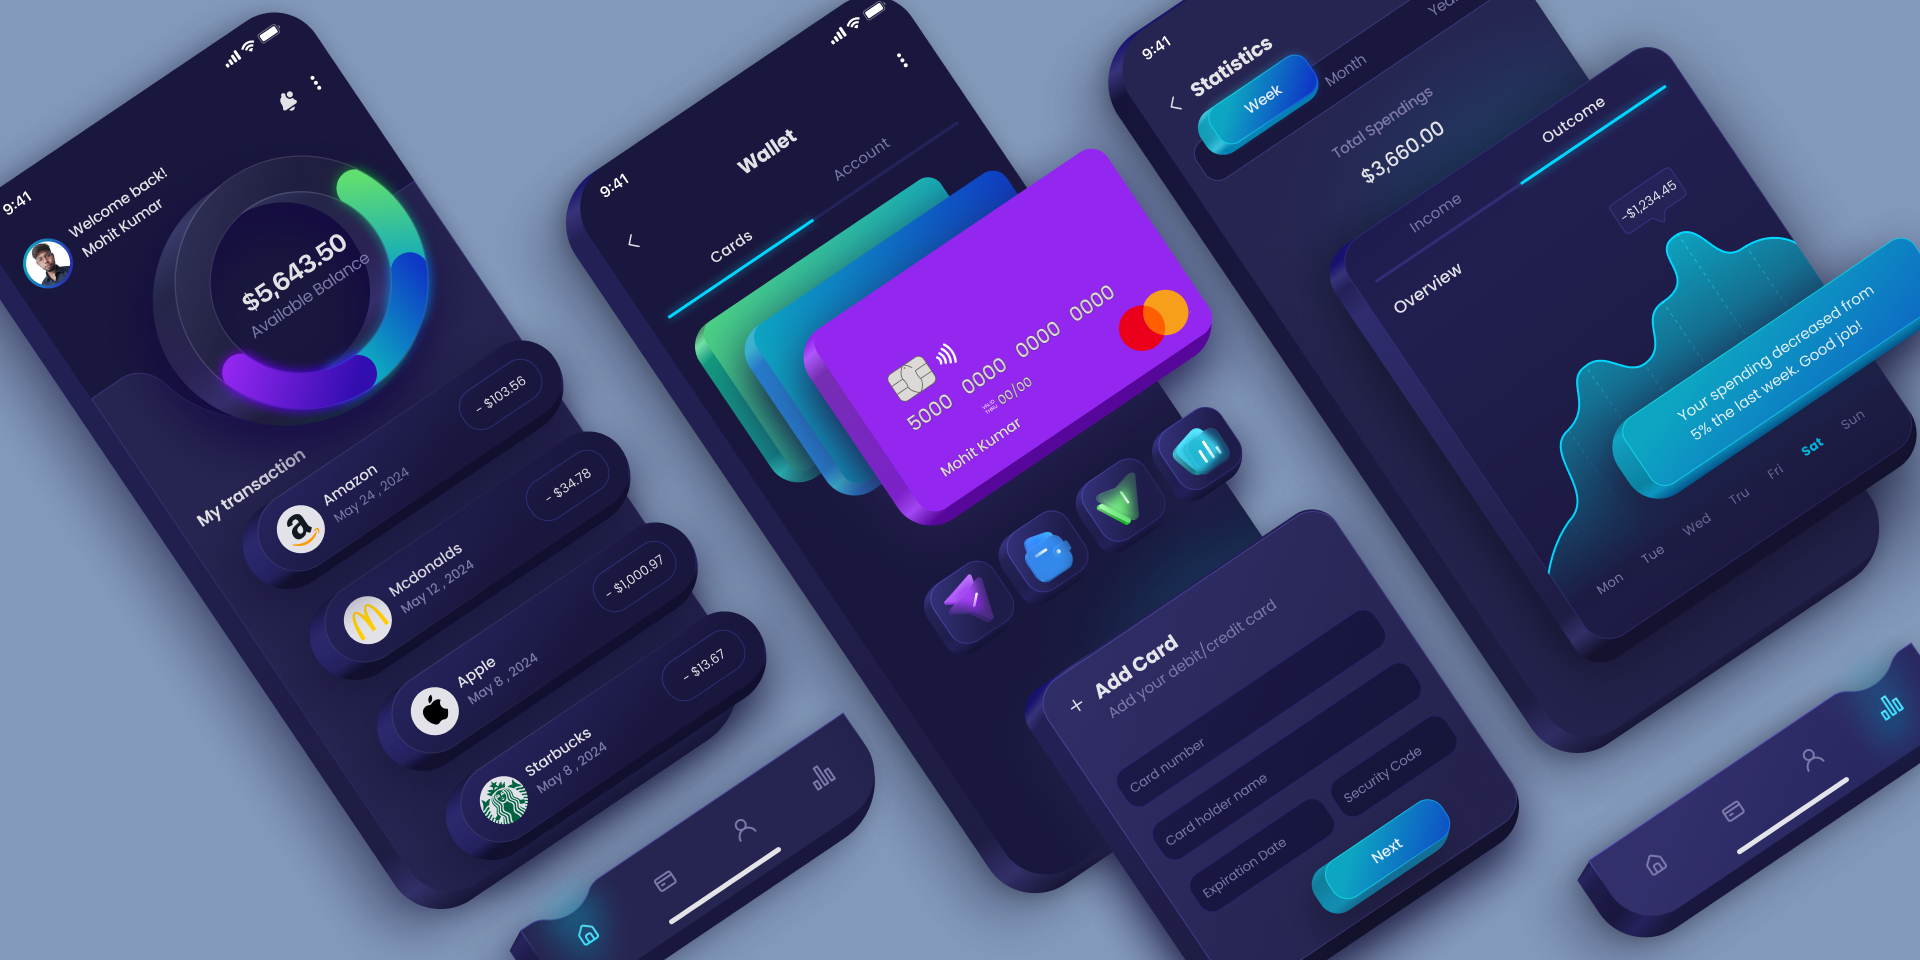 9:41
Welcome back!
Mohit Kumar
$5,643.50
Available Balance
My transaction
Amazon
May 24 , 2024
- $103.56
Mcdonalds
May 12 , 2024
- $34.78
Apple
May 8 , 2024
- $1,000.97
Starbucks
May 8 , 2024
- $13.67
9:41
Wallet
Cards
Account
5000 0000 0000 0000
VALID
THRU
00/00
Mohit Kumar
Add Card
Add your debit/credit card
Card number
Card holder name
Expiration Date
Security Code
Next
9:41
Statistics
Week
Month
Total Spendings
$3,660.00
Income
Outcome
Overview
-$1,234.45
Your spending decreased from
5% the last week. Good job!
Mon
Tue
Wed
Tru
Fri
Sat
Sun